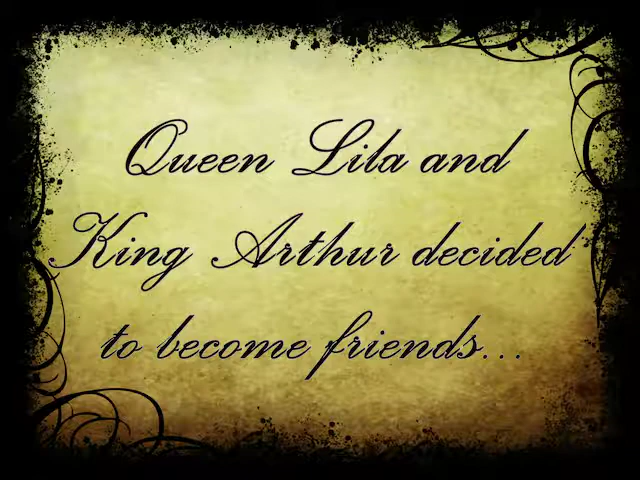 Queen Lila and
King Arthur decided
to become friends...